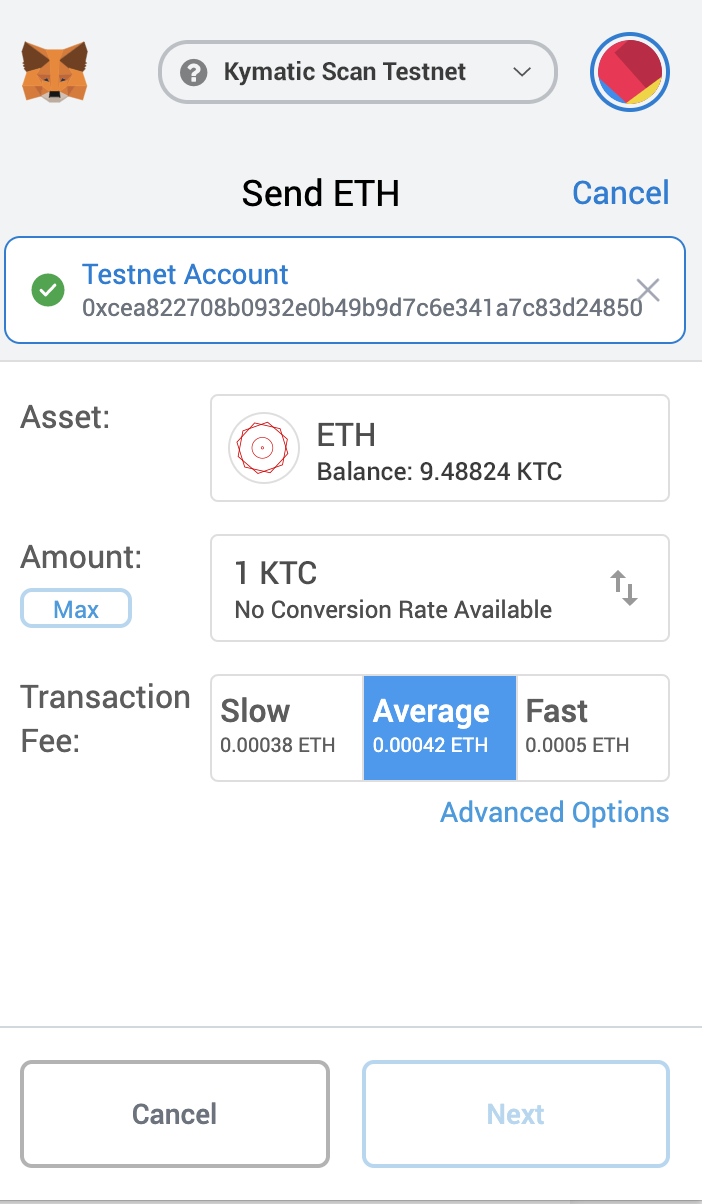 Kymatic Scan Testnet
Send ETH
Cancel
Testnet Account
0xcea822708b0932e0b49b9d7c6e341a7c83d24850
Asset:
ETH
Balance: 9.48824 KTC
Amount:
Max
1 KTC
No Conversion Rate Available
Transaction
Fee:
Slow
0.00038 ETH
Average
0.00042 ETH
Fast
0.0005 ETH
Advanced Options
Cancel
Next